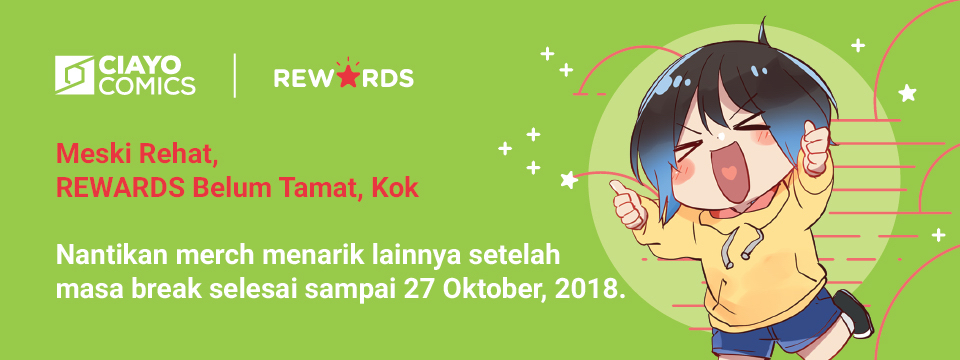 CIAYO
COMICS
REWARDS
Meski Rehat,
REWARDS Belum Tamat, Kok
Nantikan merch menarik lainnya setelah
masa break selesai sampai 27 Oktober, 2018.